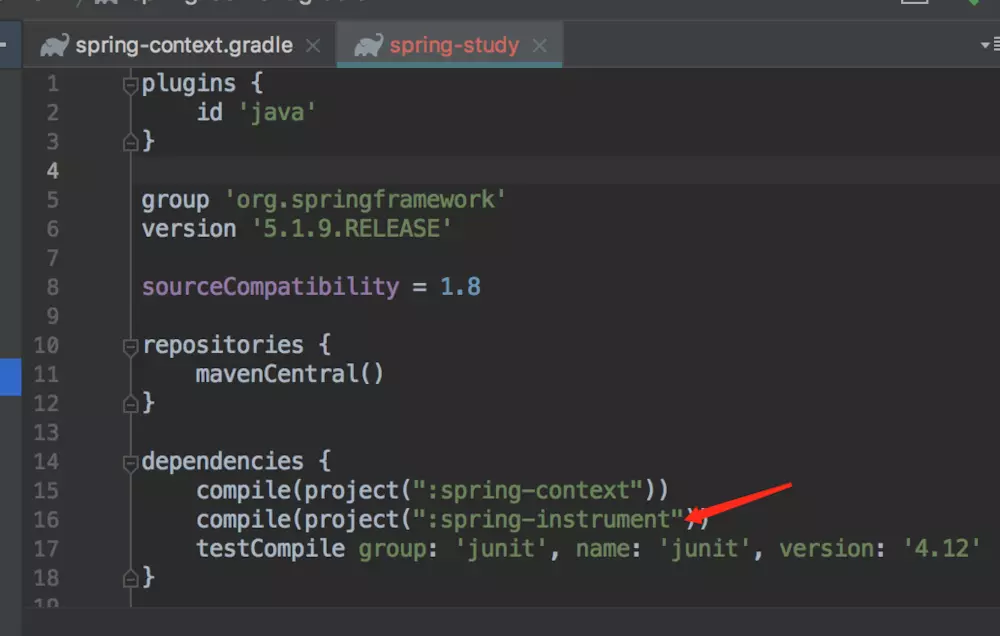 spring-context.gradle
spring-study
1 plugins {
2 id 'java'
3 }
4
5 group 'org.springframework'
6 version '5.1.9.RELEASE'
7
8 sourceCompatibility = 1.8
9
10 repositories {
11 mavenCentral()
12 }
13
14 dependencies {
15 compile(project(":spring-context"))
16 compile(project(":spring-instrument"))
17 testCompile group: 'junit', name: 'junit', version: '4.12'
18 }
19